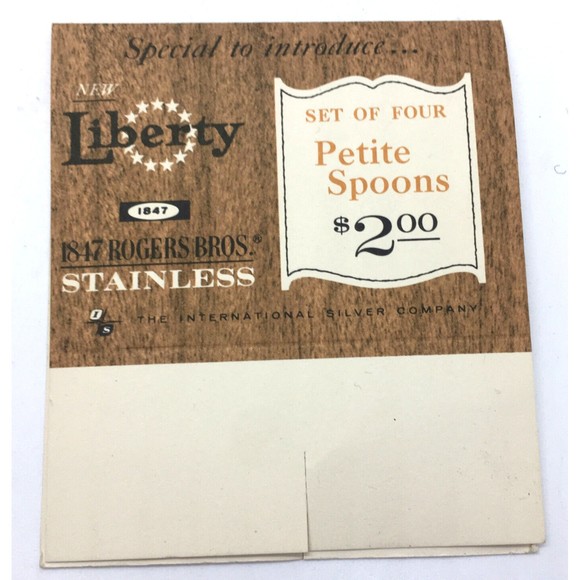 Special to introduce...
NEW
Liberty
1847
1847 ROGERS BROS.®
STAINLESS
SET OF FOUR
Petite
Spoons
$2.00
I/S THE INTERNATIONAL SILVER COMPANY